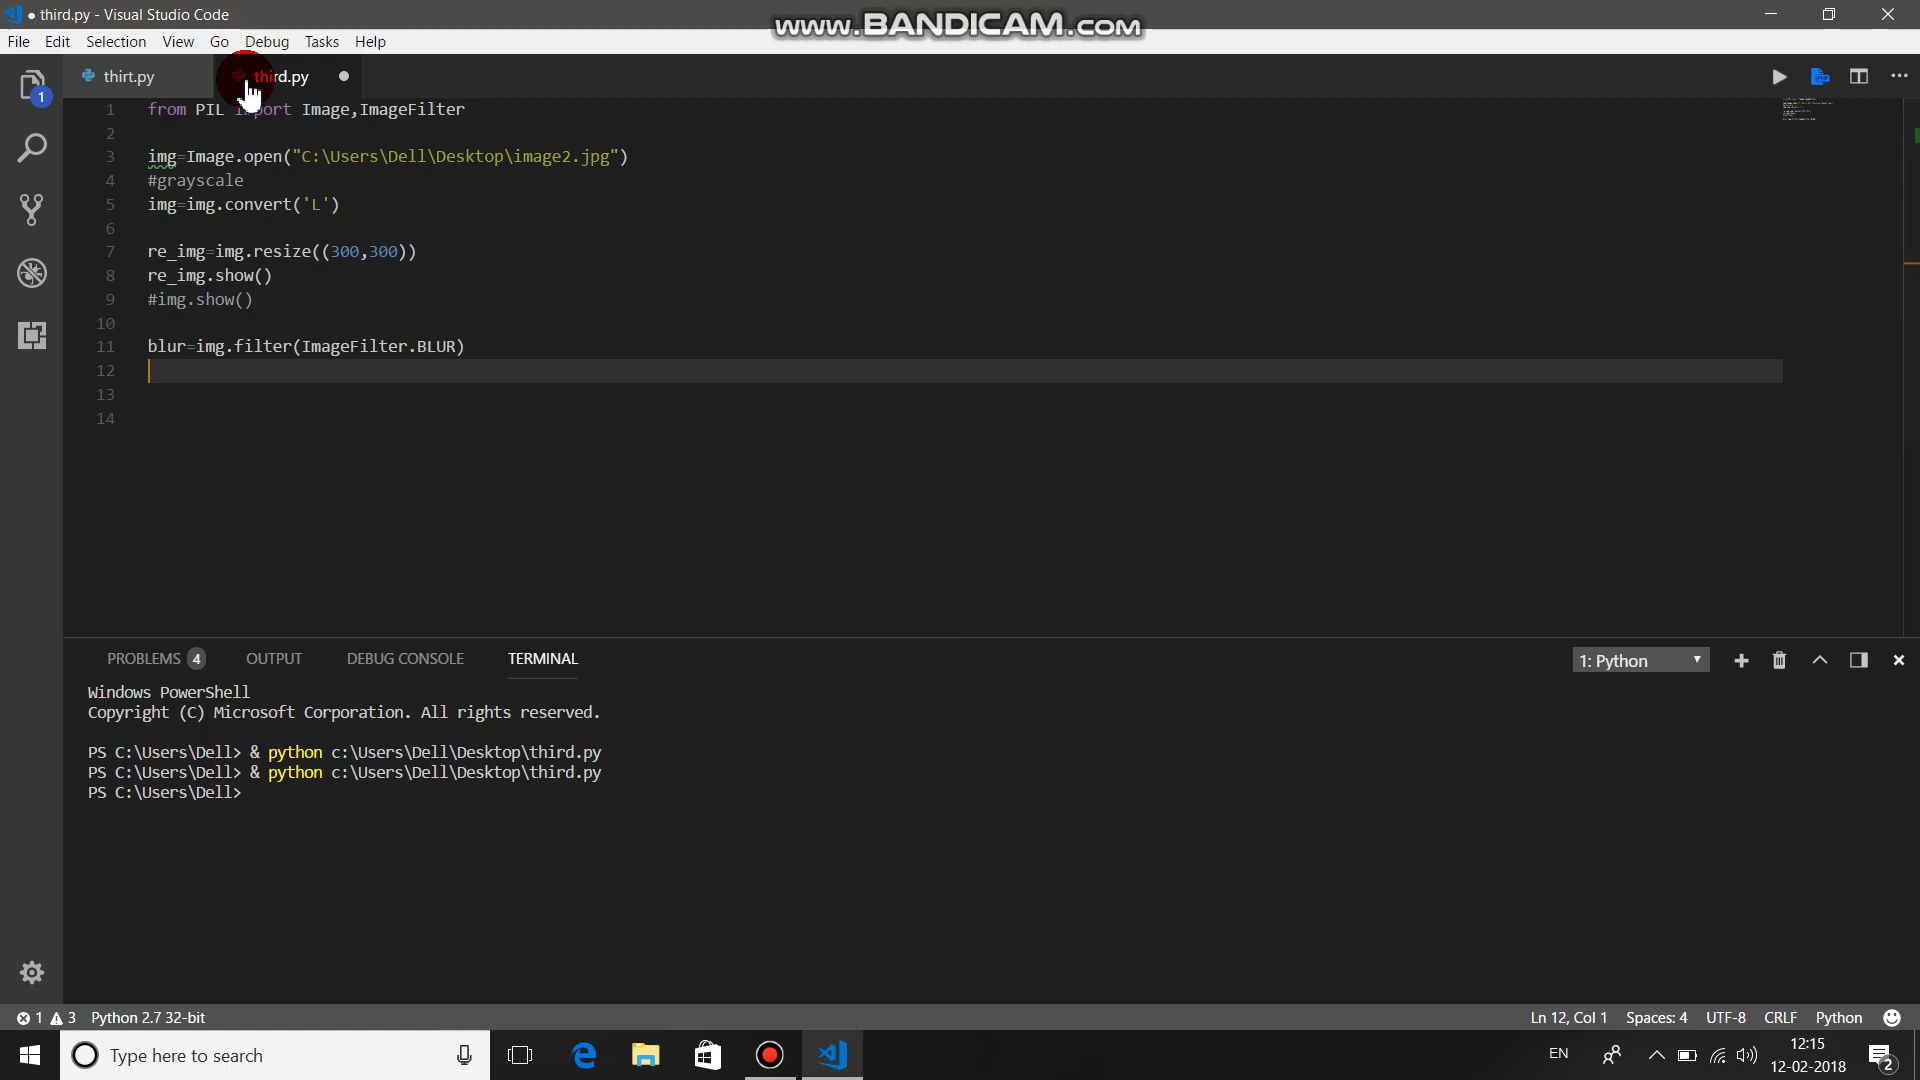 ● third.py - Visual Studio Code
www.BANDICAM.com
File Edit Selection View Go Debug Tasks Help
thirt.py
third.py
1
1 from PIL import Image,ImageFilter
2
3 img=Image.open("C:\Users\Dell\Desktop\image2.jpg")
4 #grayscale
5 img=img.convert('L')
6
7 re_img=img.resize((300,300))
8 re_img.show()
9 #img.show()
10
11 blur=img.filter(ImageFilter.BLUR)
12
13
14
PROBLEMS 4 OUTPUT DEBUG CONSOLE TERMINAL 1: Python
Windows PowerShell
Copyright (C) Microsoft Corporation. All rights reserved.
PS C:\Users\Dell> & python c:\Users\Dell\Desktop\third.py
PS C:\Users\Dell> & python c:\Users\Dell\Desktop\third.py
PS C:\Users\Dell>
1 3 Python 2.7 32-bit Ln 12, Col 1 Spaces: 4 UTF-8 CRLF Python
Type here to search
EN
12:15
12-02-2018
2